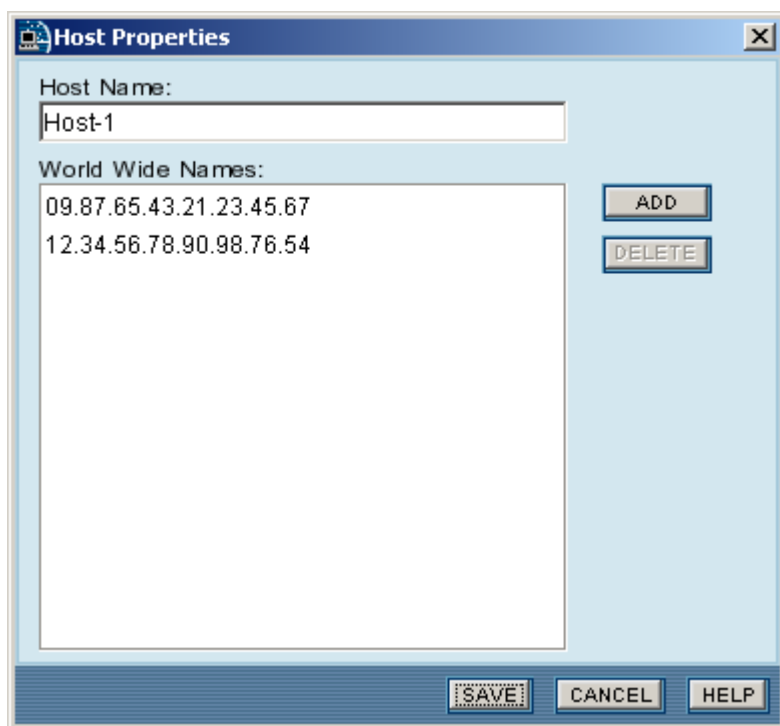 Host Properties
Host Name:
Host-1
World Wide Names:
09.87.65.43.21.23.45.67
12.34.56.78.90.98.76.54
ADD
DELETE
SAVE
CANCEL
HELP